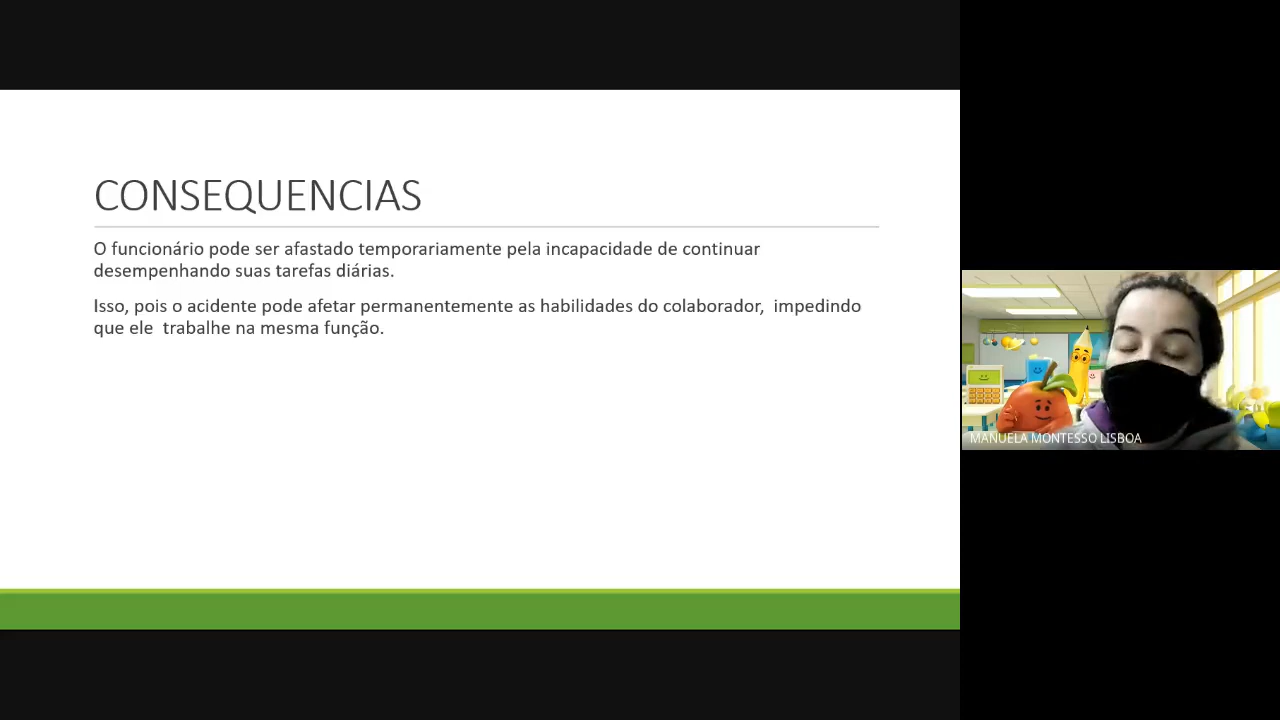 CONSEQUENCIAS
O funcionário pode ser afastado temporariamente pela incapacidade de continuar
desempenhando suas tarefas diárias.
Isso, pois o acidente pode afetar permanentemente as habilidades do colaborador,  impedindo
que ele  trabalhe na mesma função.
MANUELA MONTESSO LISBOA